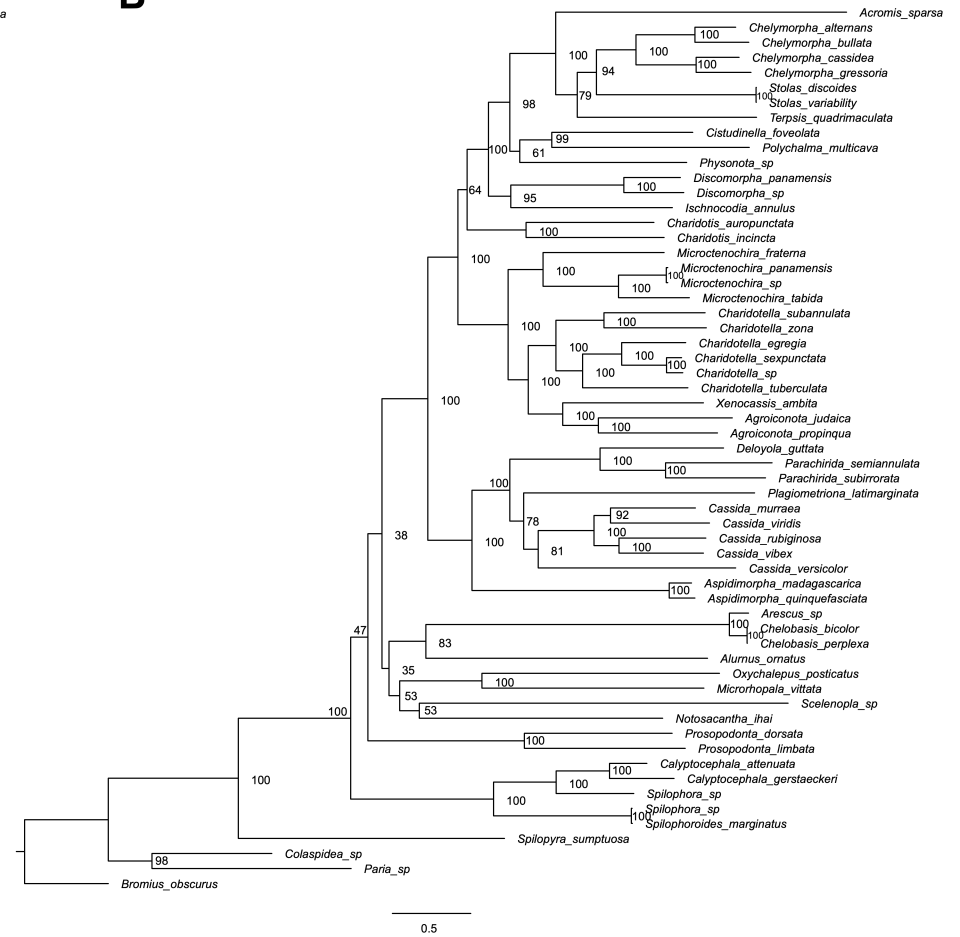 a
Acromis_sparsa
Chelymorpha_alternans
100
Chelymorpha_bullata
100
100
Chelymorpha_cassidea
100
94
Chelymorpha_gressoria
Stolas_discoides
79
100
Stolas_variability
98
Terpsis_quadrimaculata
Cistudinella_foveolata
99
Polychalma_multicava
100
61
Physonota_sp
Discomorpha_panamensis
100
64
Discomorpha_sp
95
Ischnocodia_annulus
Charidotis_auropunctata
100
Charidotis_incincta
Microctenochira_fraterna
100
Microctenochira_panamensis
100
100
Microctenochira_sp
100
Microctenochira_tabida
Charidotella_subannulata
100
100
Charidotella_zona
Charidotella_egregia
100
100
Charidotella_sexpunctata
100
100
Charidotella_sp
100
Charidotella_tuberculata
Xenocassis_ambita
100
100
Agroiconota_judaica
100
Agroiconota_propinqua
Deloyola_guttata
100
Parachirida_semiannulata
100
Parachirida_subirrorata
100
Plagiometriona_latimarginata
Cassida_murraea
92
78
Cassida_viridis
100
38
Cassida_rubiginosa
100
100
81
Cassida_vibex
Cassida_versicolor
Aspidimorpha_madagascarica
100
Aspidimorpha_quinquefasciata
Arescus_sp
100
47
Chelobasis_bicolor
100
83
Chelobasis_perplexa
Alurnus_ornatus
35
Oxychalepus_posticatus
100
Microrhopala_vittata
53
Scelenopla_sp
53
100
Notosacantha_ihai
Prosopodonta_dorsata
100
Prosopodonta_limbata
Calyptocephala_attenuata
100
100
Calyptocephala_gerstaeckeri
100
Spilophora_sp
100
Spilophora_sp
100
Spilophoroides_marginatus
Spilopyra_sumptuosa
Colaspidea_sp
98
Paria_sp
Bromius_obscurus
0.5